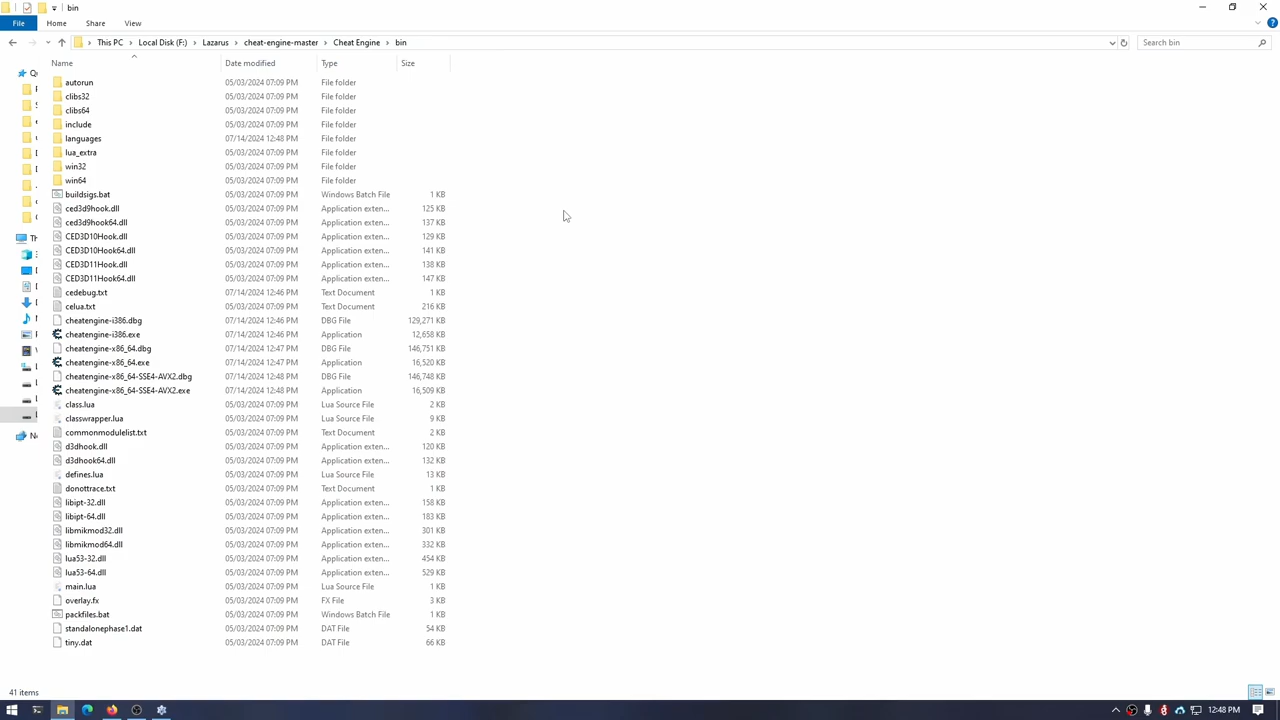 bin
File Home Share View
This PC Local Disk (F:) Lazarus cheat-engine-master Cheat Engine bin Search bin
Name Date modified Type Size
autorun 05/03/2024 07:09 PM File folder
clibs32 05/03/2024 07:09 PM File folder
clibs64 05/03/2024 07:09 PM File folder
include 05/03/2024 07:09 PM File folder
languages 07/14/2024 12:48 PM File folder
lua_extra 05/03/2024 07:09 PM File folder
win32 05/03/2024 07:09 PM File folder
win64 05/03/2024 07:09 PM File folder
buildsigs.bat 05/03/2024 07:09 PM Windows Batch File 1 KB
ced3d9hook.dll 05/03/2024 07:09 PM Application exten... 125 KB
ced3d9hook64.dll 05/03/2024 07:09 PM Application exten... 137 KB
CED3D10Hook.dll 05/03/2024 07:09 PM Application exten... 129 KB
CED3D10Hook64.dll 05/03/2024 07:09 PM Application exten... 141 KB
CED3D11Hook.dll 05/03/2024 07:09 PM Application exten... 138 KB
CED3D11Hook64.dll 05/03/2024 07:09 PM Application exten... 147 KB
cedebug.txt 07/14/2024 12:46 PM Text Document 1 KB
celua.txt 05/03/2024 07:09 PM Text Document 216 KB
cheatengine-i386.dbg 07/14/2024 12:46 PM DBG File 129,271 KB
cheatengine-i386.exe 07/14/2024 12:46 PM Application 12,658 KB
cheatengine-x86_64.dbg 07/14/2024 12:47 PM DBG File 146,751 KB
cheatengine-x86_64.exe 07/14/2024 12:47 PM Application 16,520 KB
cheatengine-x86_64-SSE4-AVX2.dbg 07/14/2024 12:48 PM DBG File 146,748 KB
cheatengine-x86_64-SSE4-AVX2.exe 07/14/2024 12:48 PM Application 16,509 KB
class.lua 05/03/2024 07:09 PM Lua Source File 2 KB
classwrapper.lua 05/03/2024 07:09 PM Lua Source File 9 KB
commonmodulelist.txt 05/03/2024 07:09 PM Text Document 2 KB
d3dhook.dll 05/03/2024 07:09 PM Application exten... 120 KB
d3dhook64.dll 05/03/2024 07:09 PM Application exten... 132 KB
defines.lua 05/03/2024 07:09 PM Lua Source File 13 KB
donottrace.txt 05/03/2024 07:09 PM Text Document 1 KB
libipt-32.dll 05/03/2024 07:09 PM Application exten... 158 KB
libipt-64.dll 05/03/2024 07:09 PM Application exten... 183 KB
libmikmod32.dll 05/03/2024 07:09 PM Application exten... 301 KB
libmikmod64.dll 05/03/2024 07:09 PM Application exten... 332 KB
lua53-32.dll 05/03/2024 07:09 PM Application exten... 454 KB
lua53-64.dll 05/03/2024 07:09 PM Application exten... 529 KB
main.lua 05/03/2024 07:09 PM Lua Source File 1 KB
overlay.fx 05/03/2024 07:09 PM FX File 3 KB
packfiles.bat 05/03/2024 07:09 PM Windows Batch File 1 KB
standalonephase1.dat 05/03/2024 07:09 PM DAT File 54 KB
tiny.dat 05/03/2024 07:09 PM DAT File 66 KB
41 items
12:48 PM